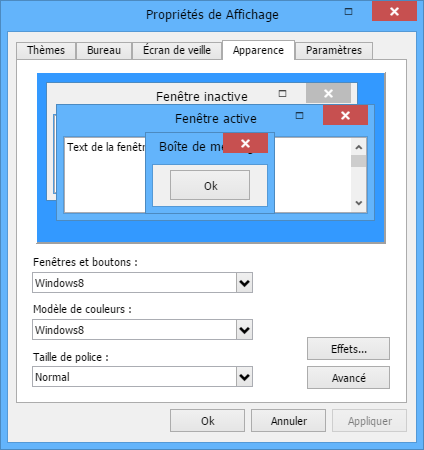 Propriétés de Affichage
Thèmes
Bureau
Écran de veille
Apparence
Paramètres
Fenêtre inactive
Fenêtre active
Text de la fenêtr
Boîte de me
Ok
Fenêtres et boutons :
Windows8
Modèle de couleurs :
Windows8
Taille de police :
Normal
Effets...
Avancé
Ok
Annuler
Appliquer